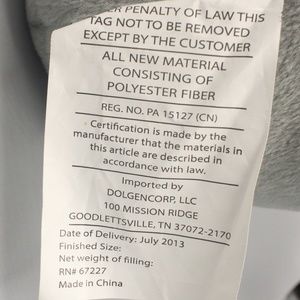 ER PENALTY OF LAW THIS
TAG NOT TO BE REMOVED
EXCEPT BY THE CUSTOMER
ALL NEW MATERIAL
CONSISTING OF
POLYESTER FIBER
REG. NO. PA 15127 (CN)
Certification is made by the
manufacturer that the materials in
this article are described in
accordance with law.
Imported by
DOLGENCORP, LLC
100 MISSION RIDGE
GOODLETTSVILLE, TN 37072-2170
Date of Delivery: July 2013
Finished Size:
Net weight of filling:
RN# 67227
Made in China